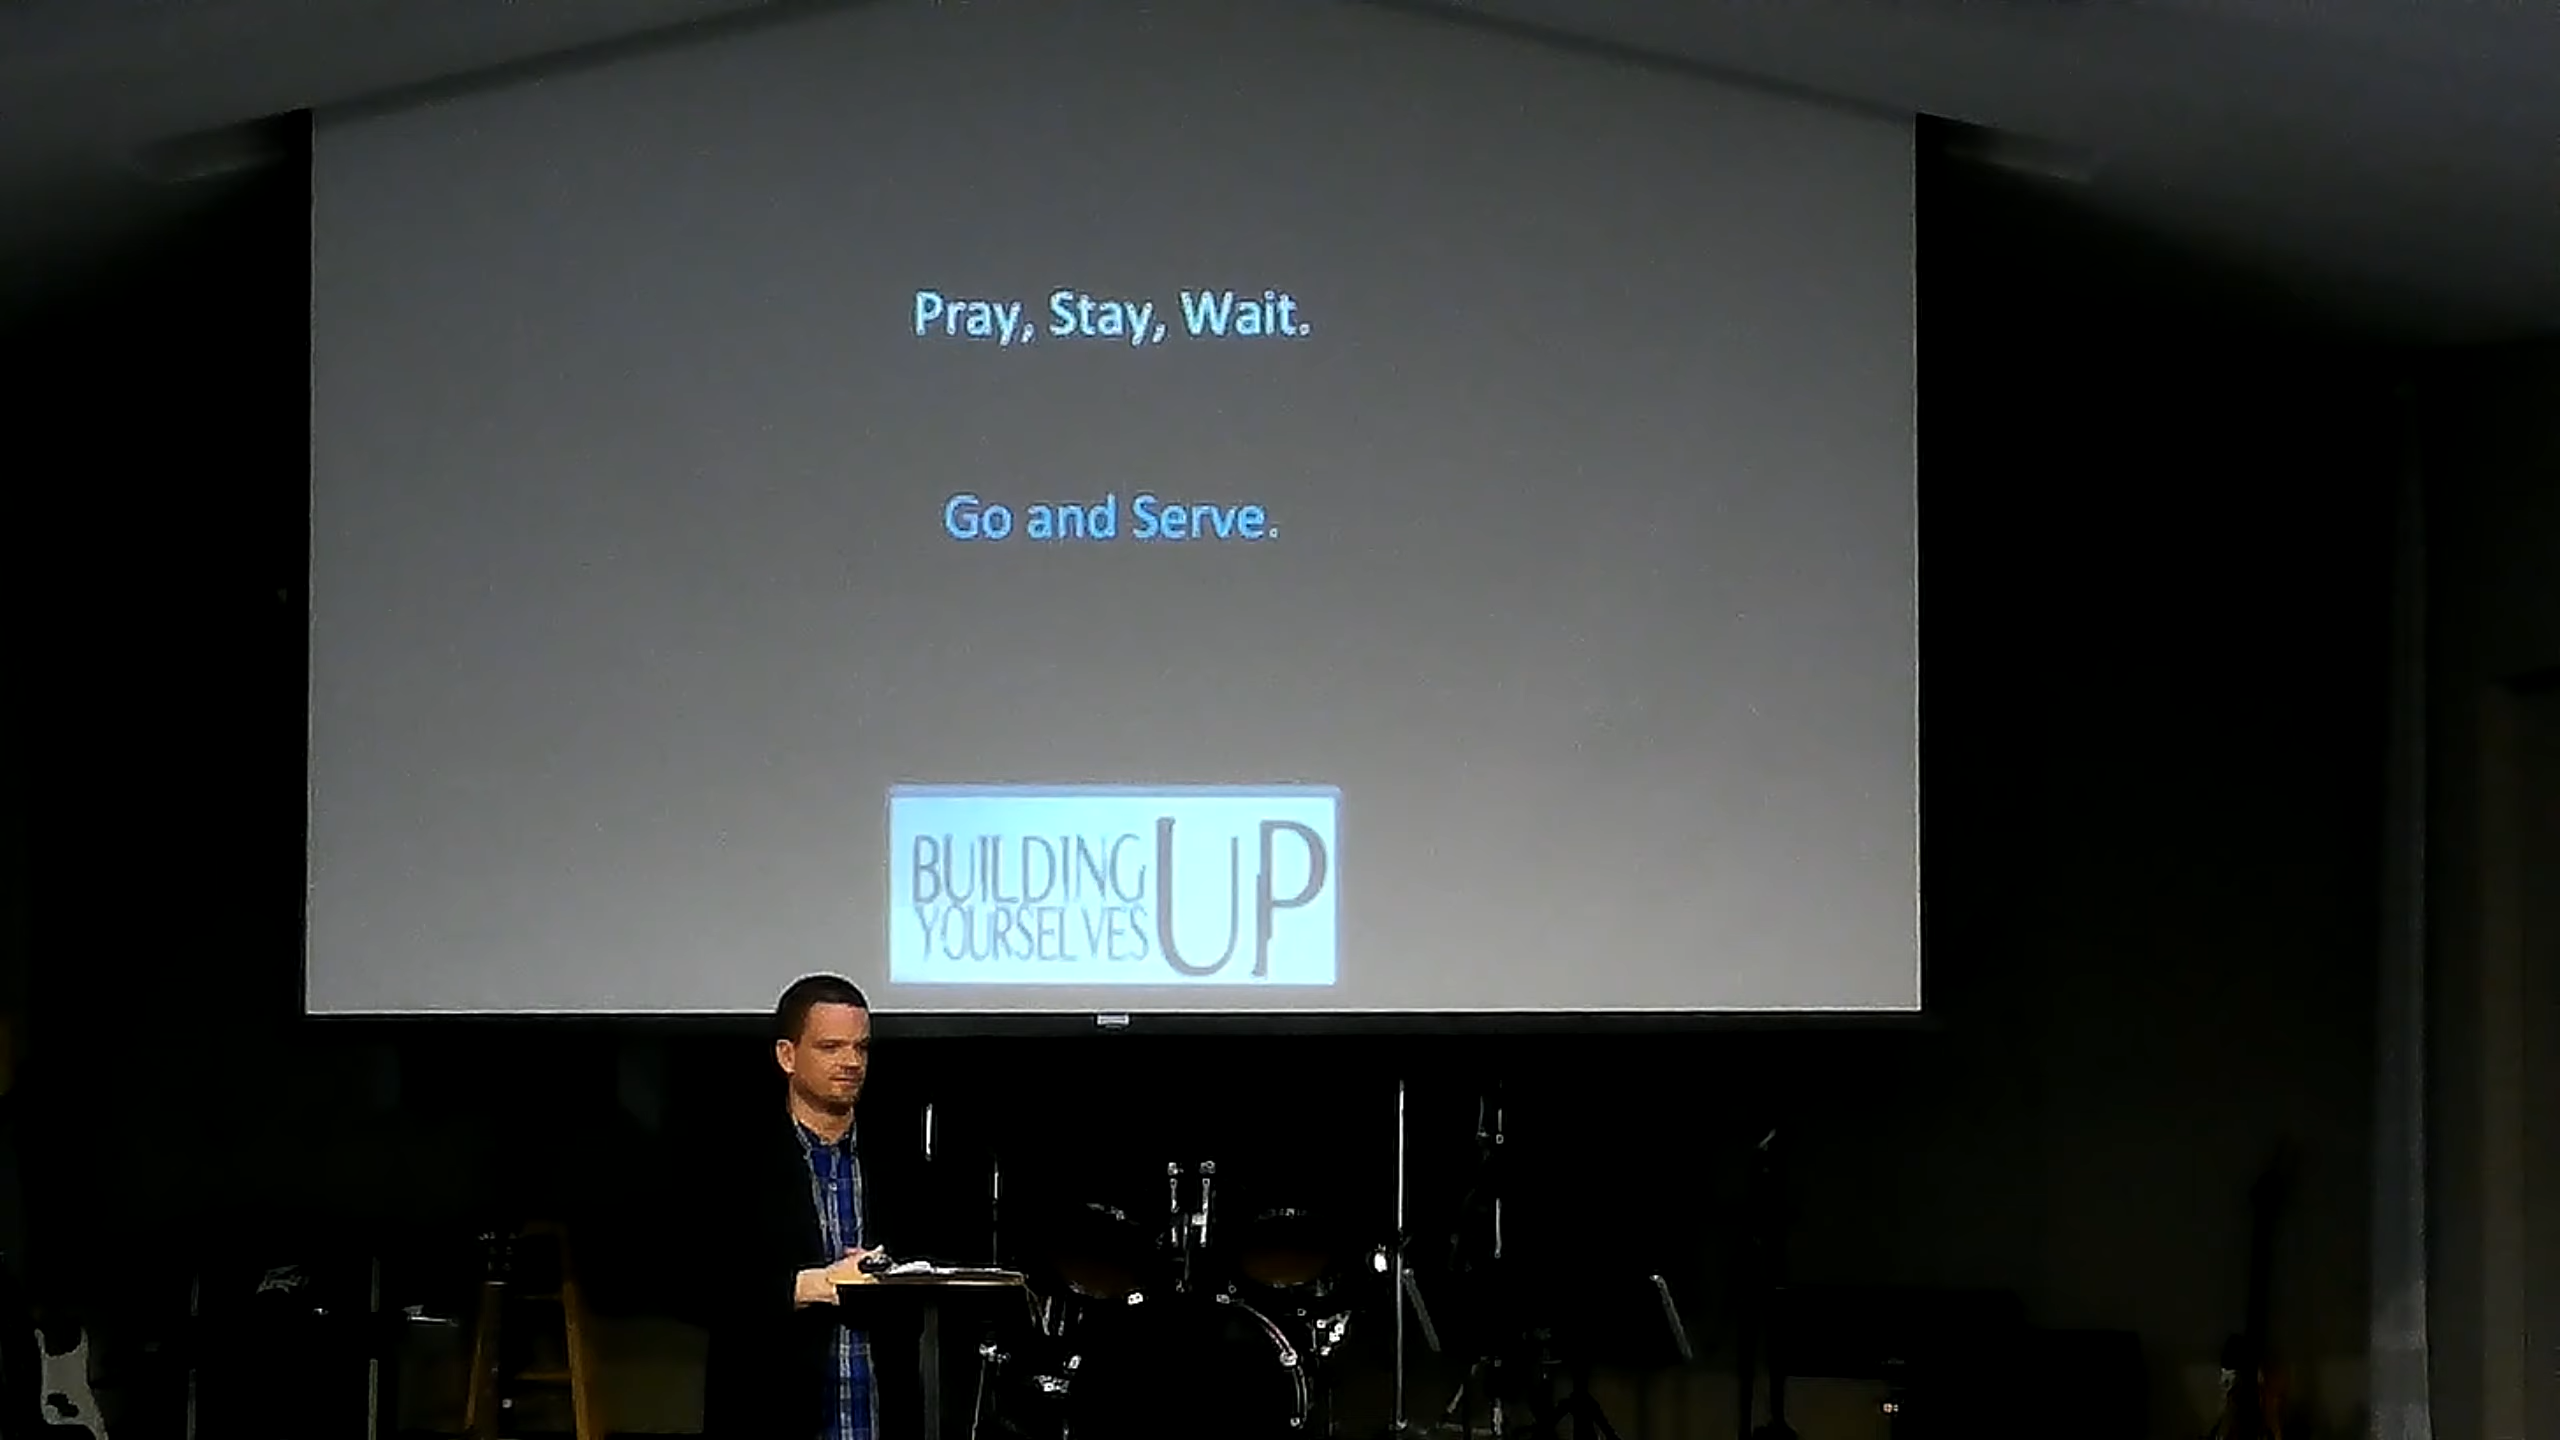 Pray, Stay, Wait.
Go and Serve.
BUILDING
YOURSELVES UP